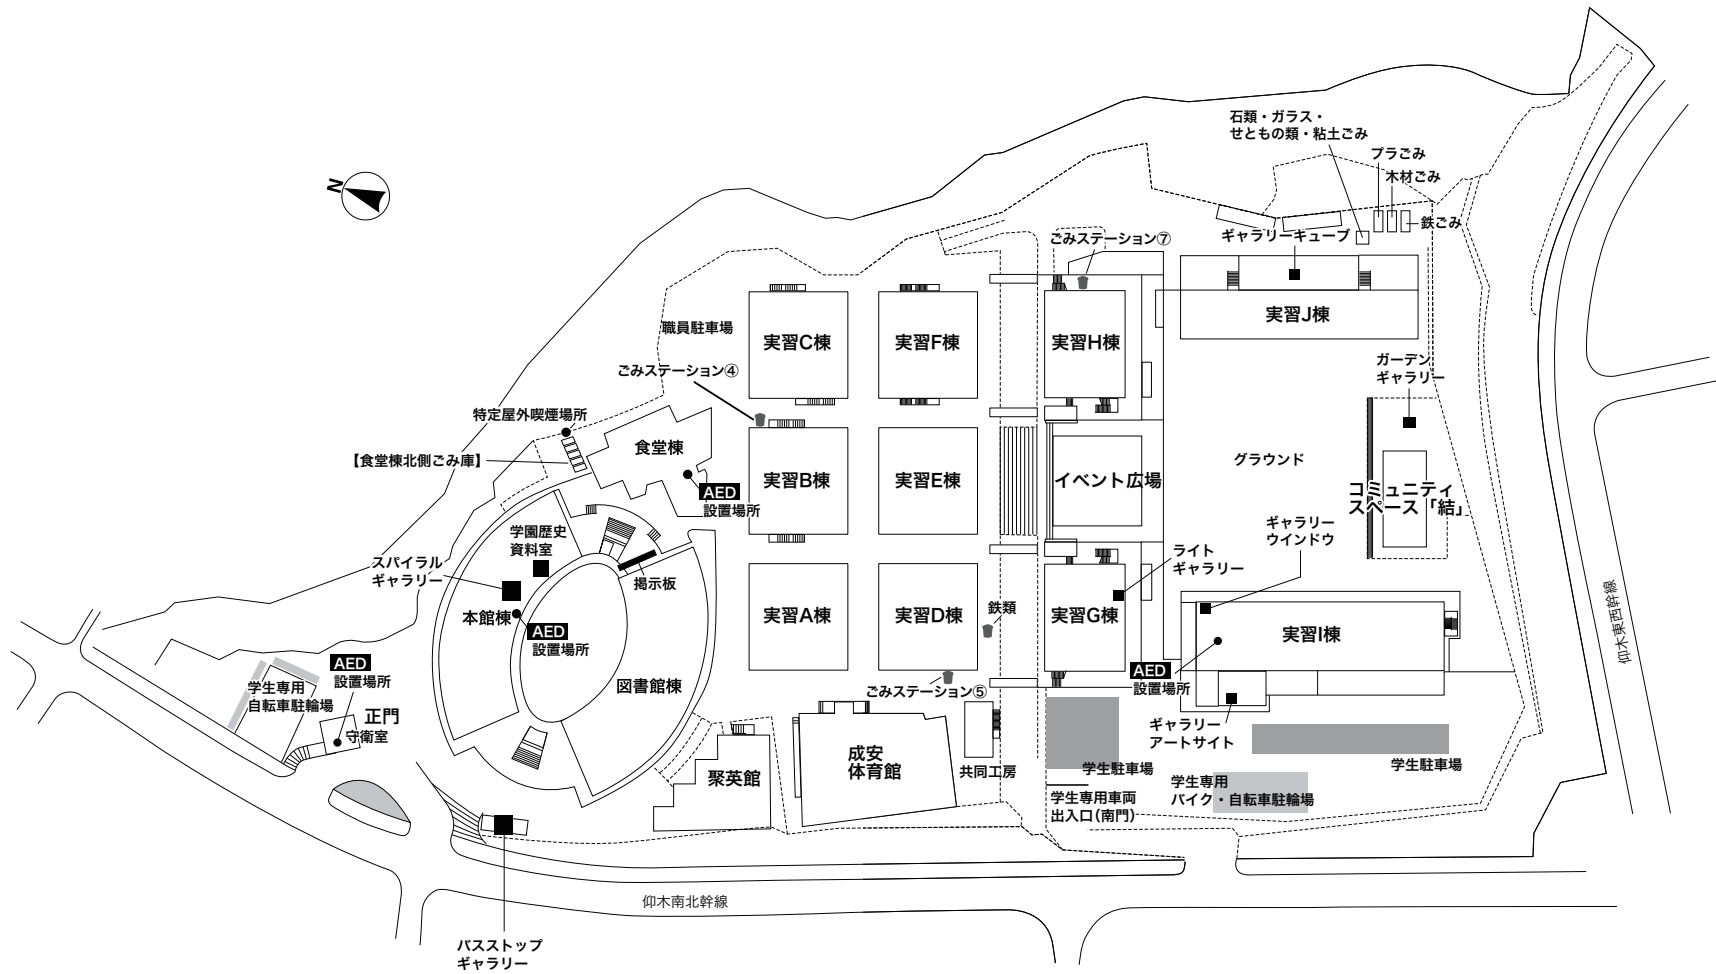 石類・ガラス・
せともの類・粘土ごみ
プラごみ
木材ごみ
鉄ごみ
N
ごみステーション⑦
ギャラリーキューブ
職員駐車場
実習C棟
実習F棟
実習H棟
実習J棟
ごみステーション④
ガーデン
ギャラリー
特定屋外喫煙場所
【食堂棟北側ごみ庫】
食堂棟
AED
設置場所
実習B棟
実習E棟
イベント広場
グラウンド
コミュニティ
スペース「結」
学園歴史
資料室
スパイラル
ギャラリー
掲示板
本館棟
AED
設置場所
図書館棟
実習A棟
実習D棟
鉄類
実習G棟
ライト
ギャラリー
ギャラリー
ウインドウ
実習I棟
AED
設置場所
仰木東西幹線
AED
設置場所
学生専用
自転車駐輪場
正門
守衛室
ごみステーション⑤
聚英館
成安
体育館
共同工房
学生駐車場
ギャラリー
アートサイト
学生駐車場
学生専用
バイク・自転車駐輪場
学生専用車両
出入口(南門)
仰木南北幹線
バスストップ
ギャラリー